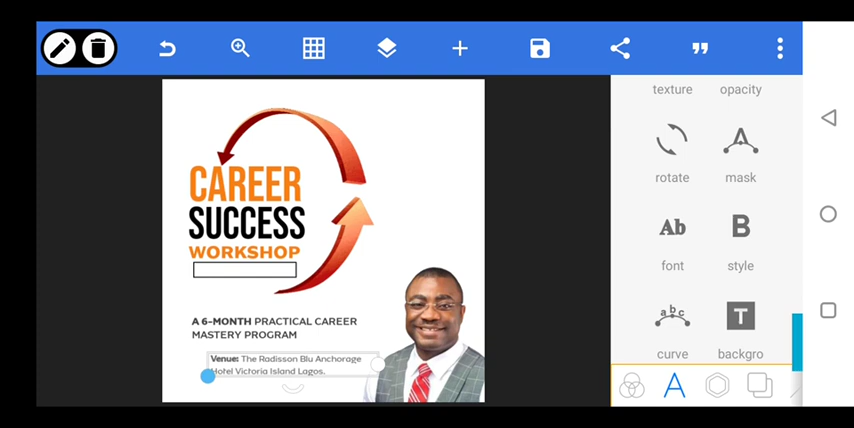 texture opacity
CAREER
SUCCESS
WORKSHOP
rotate mask
Ab B
font style
A 6-MONTH PRACTICAL CAREER
MASTERY PROGRAM
abc T
curve backgro
Venue: The Radisson Blu Anchorage
Hotel Victoria Island Lagos.
A